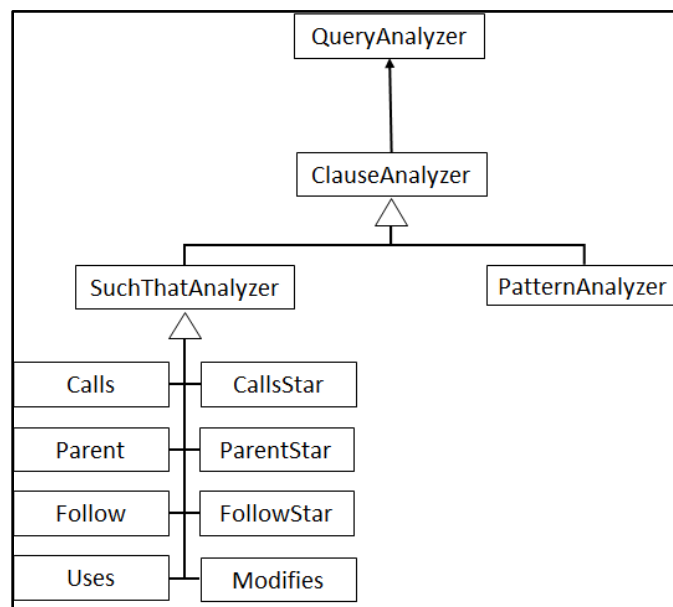 QueryAnalyzer
ClauseAnalyzer
SuchThatAnalyzer
PatternAnalyzer
Calls
CallsStar
Parent
ParentStar
Follow
FollowStar
Uses
Modifies